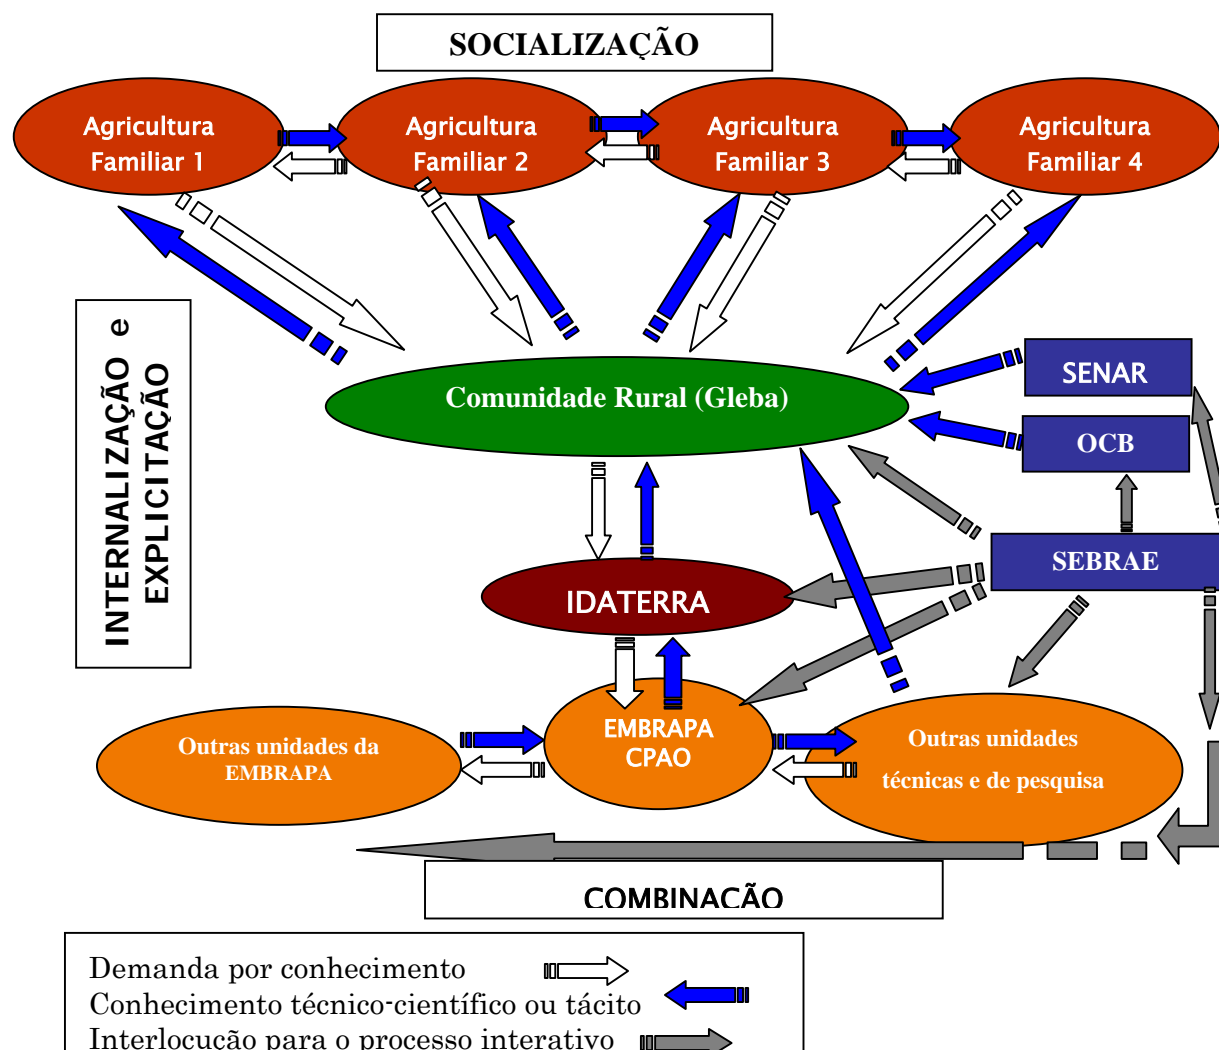 SOCIALIZAÇÃO
Agricultura
Familiar 1
Agricultura
Familiar 2
Agricultura
Familiar 3
Agricultura
Familiar 4
INTERNALIZAÇÃO e
EXPLICITAÇÃO
Comunidade Rural (Gleba)
SENAR
OCB
SEBRAE
IDATERRA
Outras unidades da
EMBRAPA
EMBRAPA
CPAO
Outras unidades
técnicas e de pesquisa
COMBINAÇÃO
Demanda por conhecimento
Conhecimento técnico-científico ou tácito
Interlocução para o processo interativo